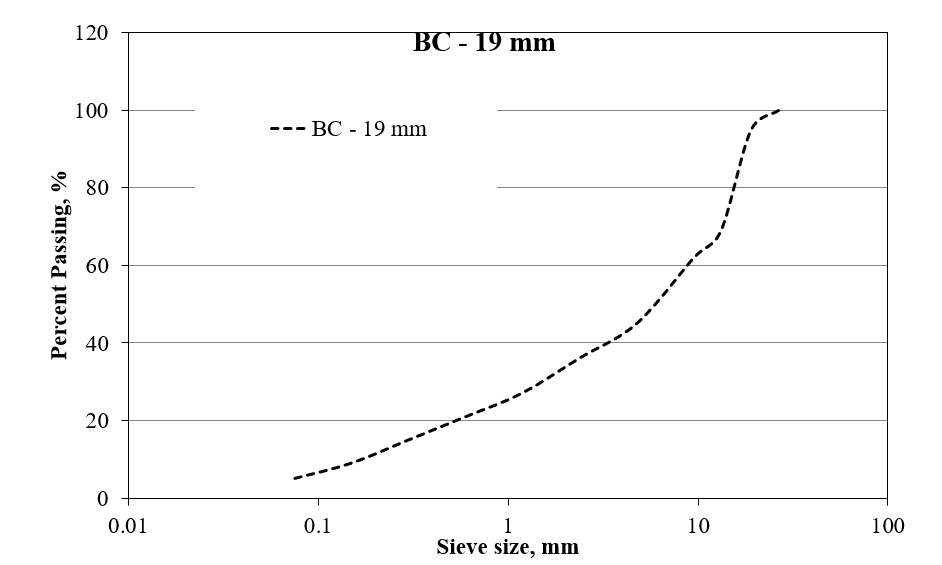 BC - 19 mm
BC - 19 mm
Percent Passing, %
120
100
80
60
40
20
0
0.01 0.1 1 10 100
Sieve size, mm